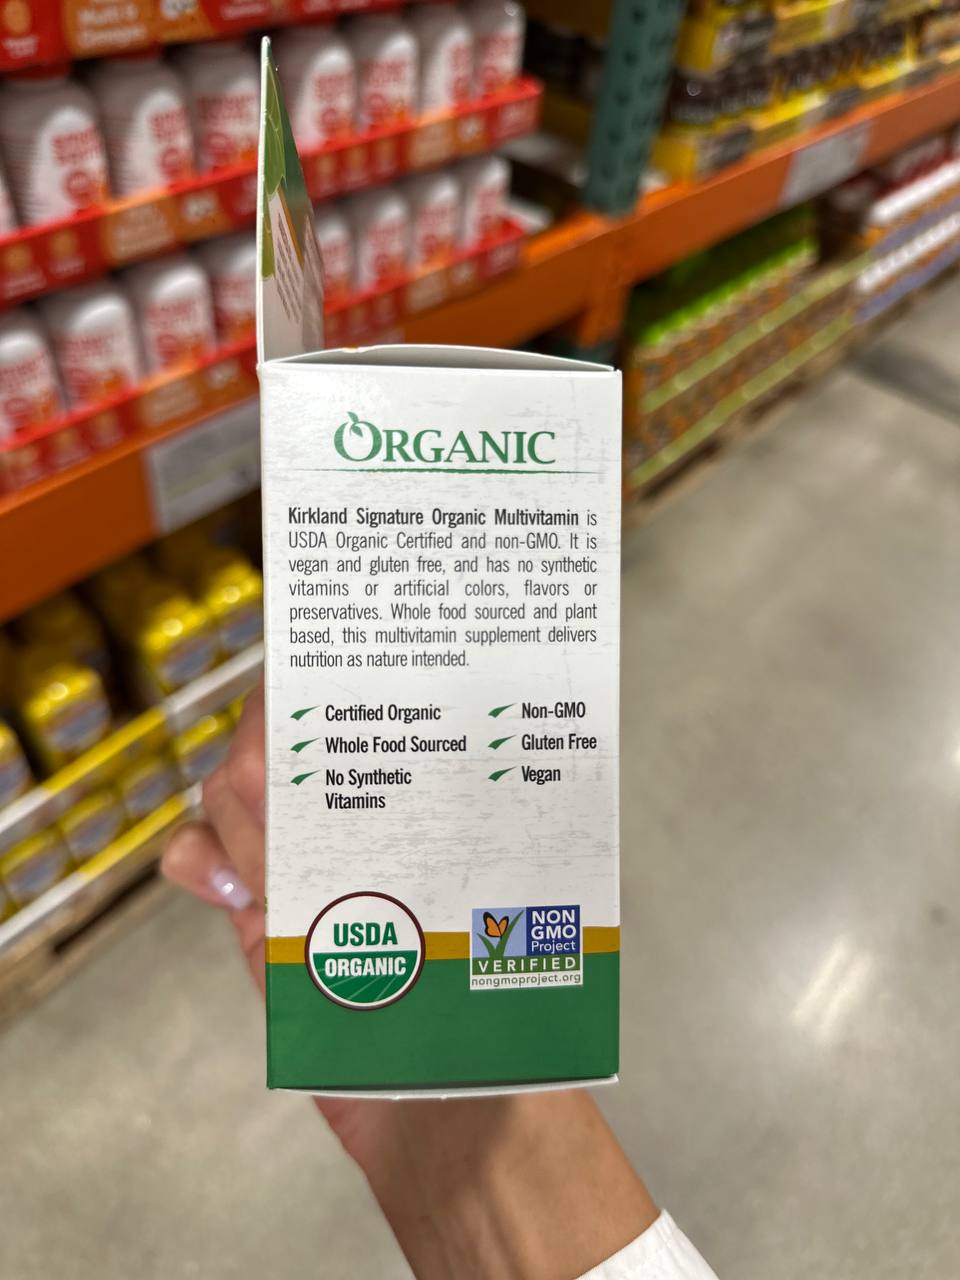 ORGANIC
Kirkland Signature Organic Multivitamin is
USDA Organic Certified and non-GMO. It is
vegan and gluten free, and has no synthetic
vitamins or artificial colors, flavors or
preservatives. Whole food sourced and plant
based, this multivitamin supplement delivers
nutrition as nature intended.
Certified Organic
Whole Food Sourced
No Synthetic
Vitamins
Non-GMO
Gluten Free
Vegan
USDA
ORGANIC
NON
GMO
Project
VERIFIED
nongmoproject.org